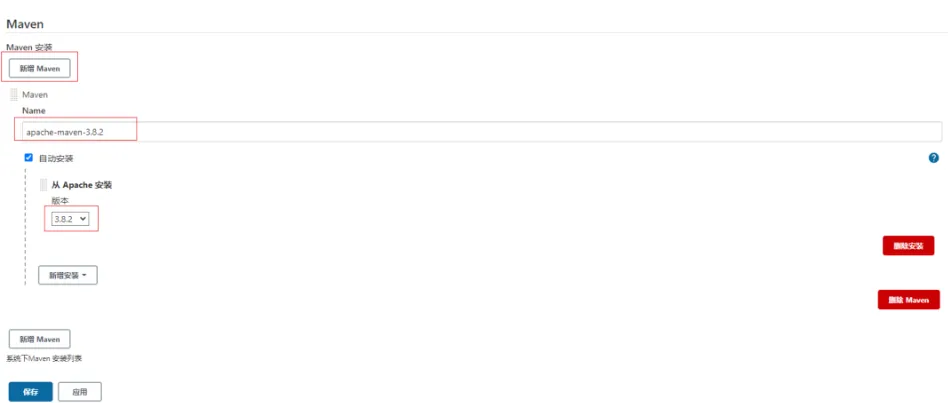 Maven
Maven 安装
新增 Maven
Maven
Name
apache-maven-3.8.2
自动安装
?
从 Apache 安装
版本
3.8.2
删除安装
新增安装
删除 Maven
新增 Maven
系统下Maven 安装列表
保存 应用